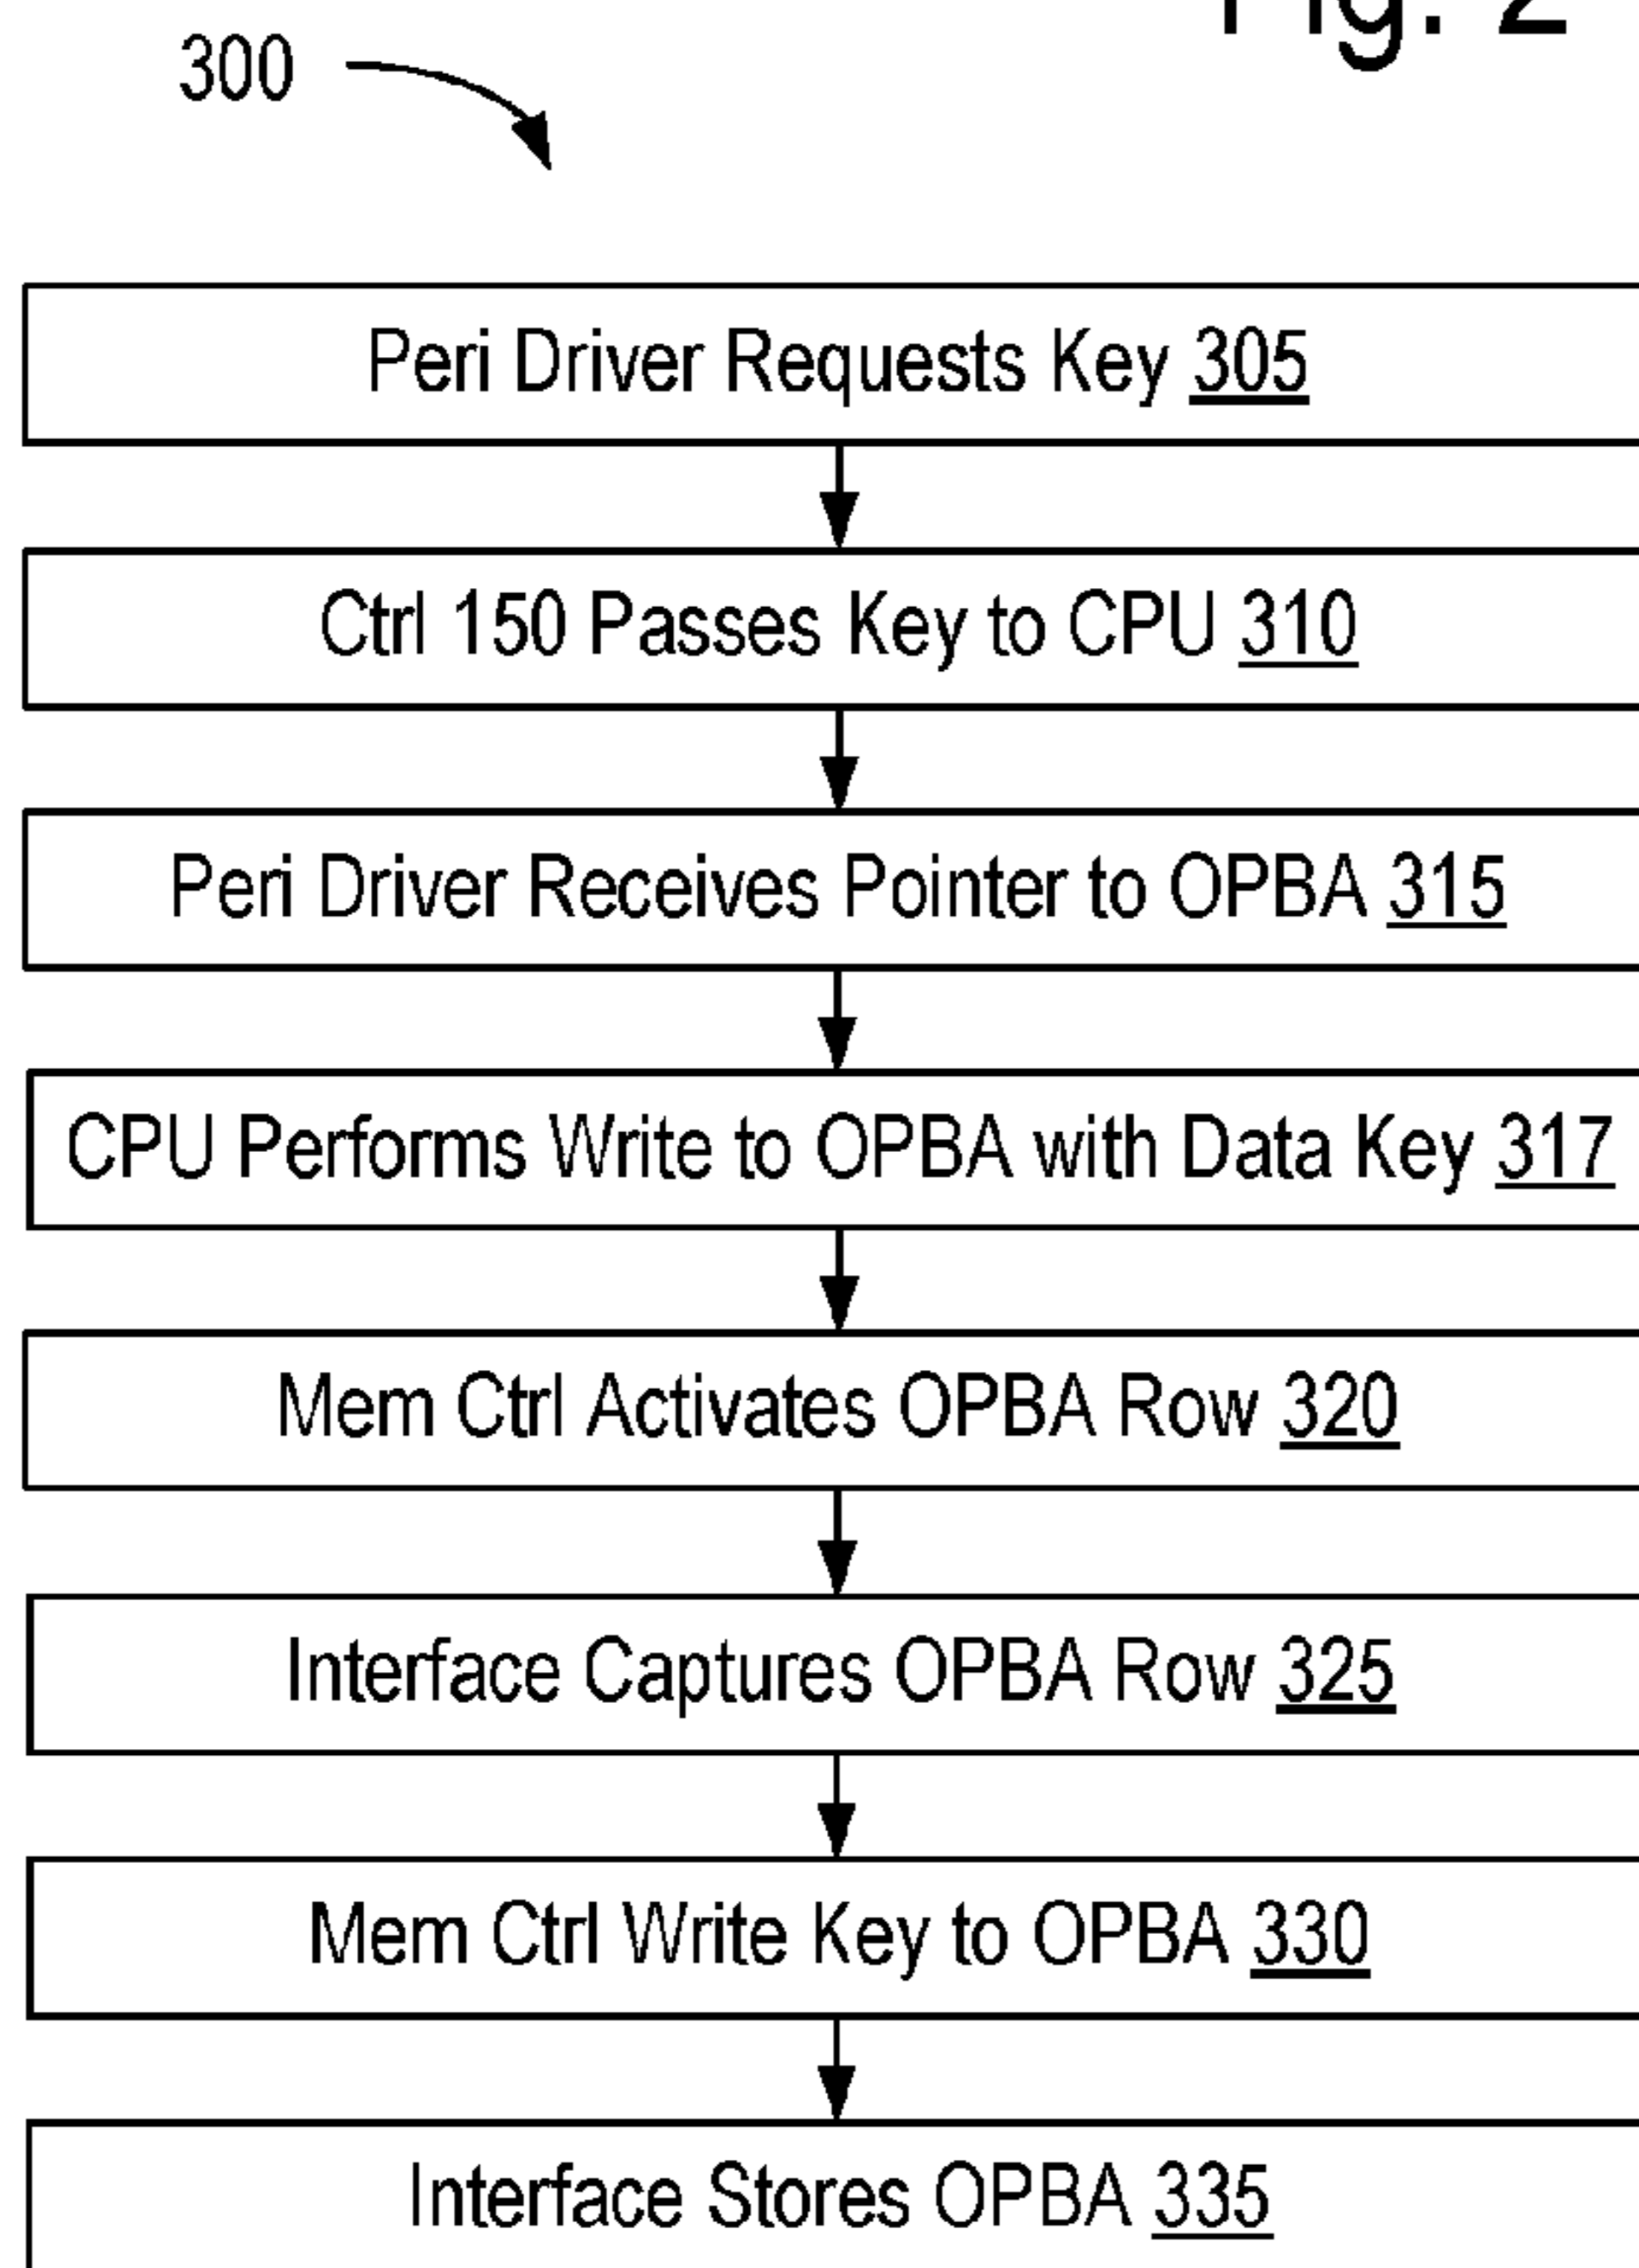 Fig. 2
300
Peri Driver Requests Key 305
Ctrl 150 Passes Key to CPU 310
Peri Driver Receives Pointer to OPBA 315
CPU Performs Write to OPBA with Data Key 317
Mem Ctrl Activates OPBA Row 320
Interface Captures OPBA Row 325
Mem Ctrl Write Key to OPBA 330
Interface Stores OPBA 335